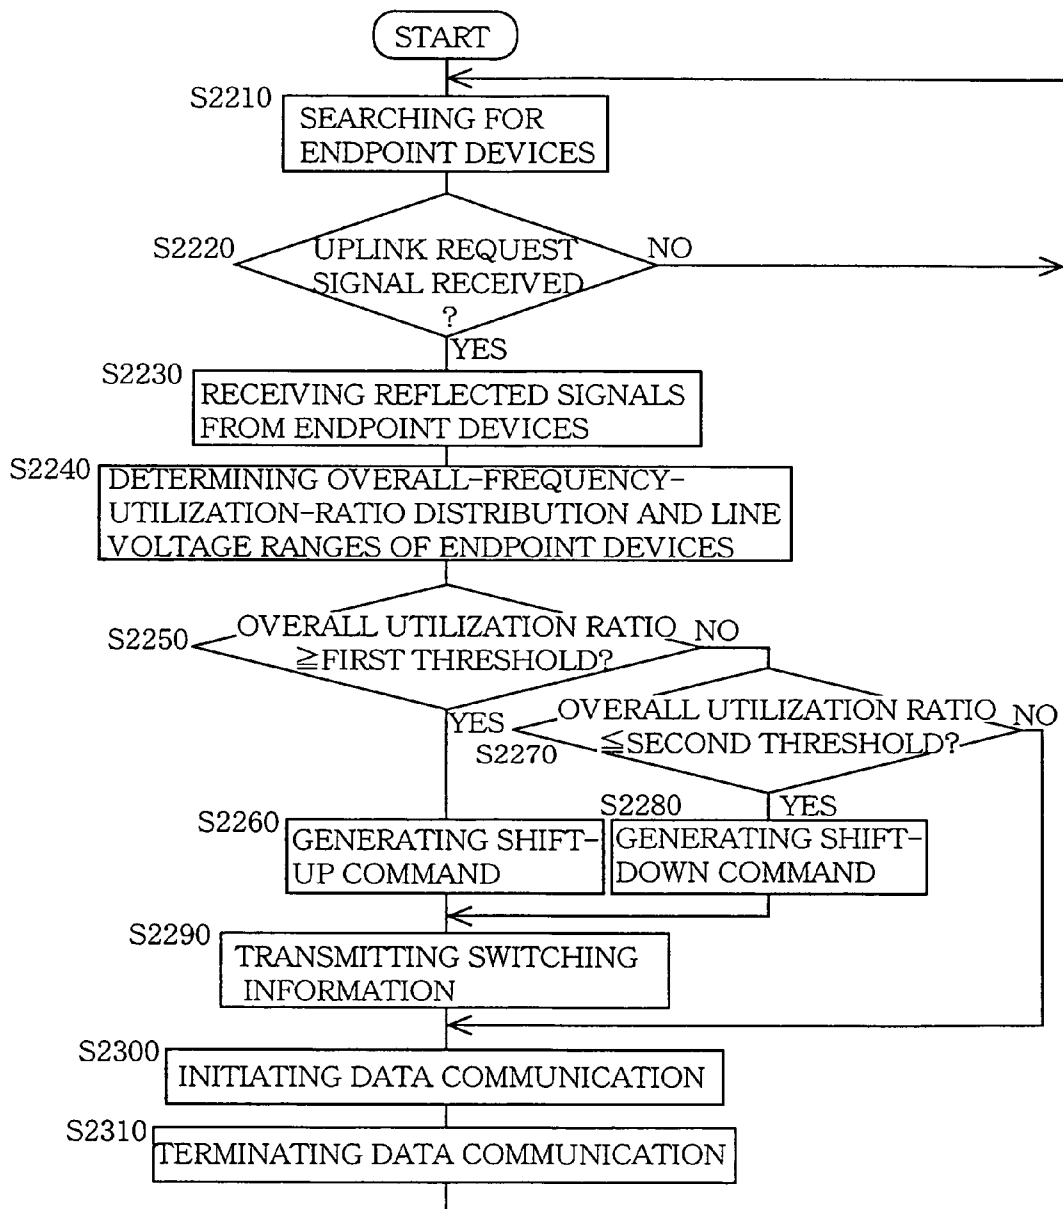 START
S2210
SEARCHING FOR
ENDPOINT DEVICES
S2220
UPLINK REQUEST
SIGNAL RECEIVED
?
NO
YES
S2230
RECEIVING REFLECTED SIGNALS
FROM ENDPOINT DEVICES
S2240
DETERMINING OVERALL-FREQUENCY-
UTILIZATION-RATIO DISTRIBUTION AND LINE
VOLTAGE RANGES OF ENDPOINT DEVICES
S2250
OVERALL UTILIZATION RATIO
≧FIRST THRESHOLD?
NO
YES
S2270
OVERALL UTILIZATION RATIO
≦SECOND THRESHOLD?
NO
YES
S2260
GENERATING SHIFT-
UP COMMAND
S2280
GENERATING SHIFT-
DOWN COMMAND
S2290
TRANSMITTING SWITCHING
INFORMATION
S2300
INITIATING DATA COMMUNICATION
S2310
TERMINATING DATA COMMUNICATION